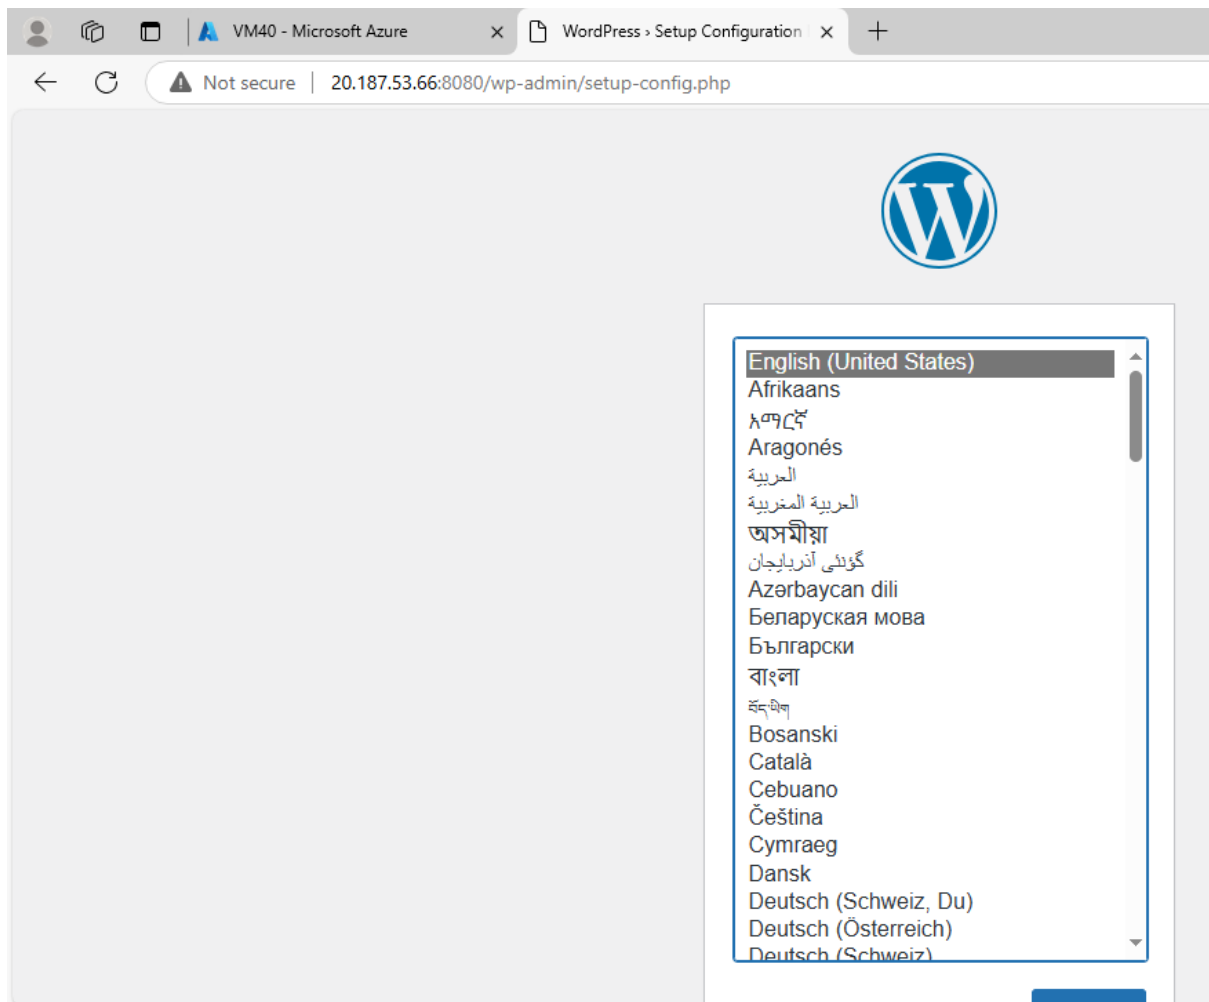 VM40 - Microsoft Azure
WordPress › Setup Configuration
Not secure | 20.187.53.66:8080/wp-admin/setup-config.php
English (United States)
Afrikaans
አማርኛ
Aragonés
العربية
العربية المغربية
অসমীয়া
گؤنئی آذربایجان
Azərbaycan dili
Беларуская мова
Български
বাংলা
བོད་ཡིག
Bosanski
Català
Cebuano
Čeština
Cymraeg
Dansk
Deutsch (Schweiz, Du)
Deutsch (Österreich)
Deutsch (Schweiz)